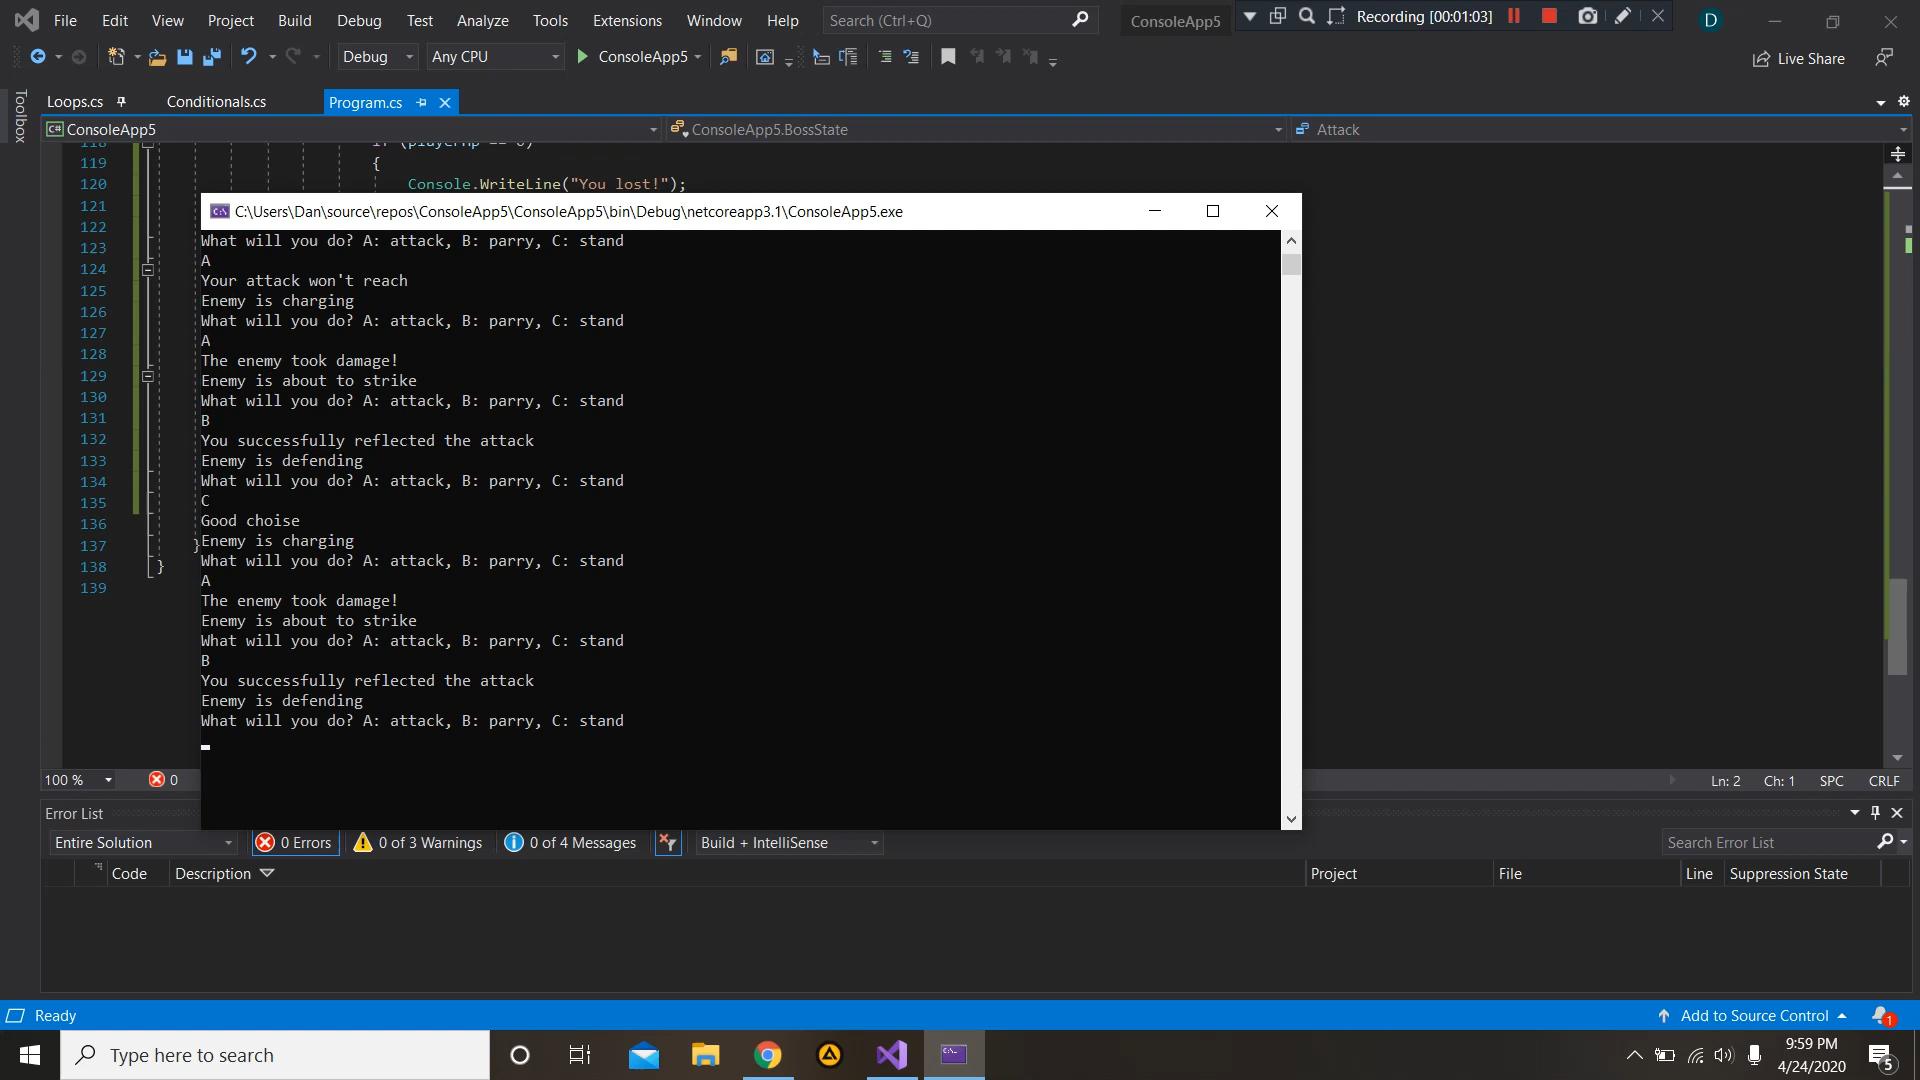 File Edit View Project Build Debug Test Analyze Tools Extensions Window Help Search (Ctrl+Q) ConsoleApp5 Recording [00:01:03] D
Debug Any CPU ConsoleApp5 Live Share
Toolbox
Loops.cs Conditionals.cs Program.cs
C# ConsoleApp5 ConsoleApp5.BossState Attack
118
119 {
120 Console.WriteLine("You lost!");
121
122
123
124
125
126
127
128
129
130
131
132
133
134
135
136
137 }
138 }
139
C:\Users\Dan\source\repos\ConsoleApp5\ConsoleApp5\bin\Debug\netcoreapp3.1\ConsoleApp5.exe
What will you do? A: attack, B: parry, C: stand
A
Your attack won't reach
Enemy is charging
What will you do? A: attack, B: parry, C: stand
A
The enemy took damage!
Enemy is about to strike
What will you do? A: attack, B: parry, C: stand
B
You successfully reflected the attack
Enemy is defending
What will you do? A: attack, B: parry, C: stand
C
Good choise
Enemy is charging
What will you do? A: attack, B: parry, C: stand
A
The enemy took damage!
Enemy is about to strike
What will you do? A: attack, B: parry, C: stand
B
You successfully reflected the attack
Enemy is defending
What will you do? A: attack, B: parry, C: stand
100 % 0 Ln: 2 Ch: 1 SPC CRLF
Error List
Entire Solution 0 Errors 0 of 3 Warnings 0 of 4 Messages Build + IntelliSense Search Error List
Code Description Project File Line Suppression State
Ready Add to Source Control 1
Type here to search 9:59 PM
4/24/2020 5